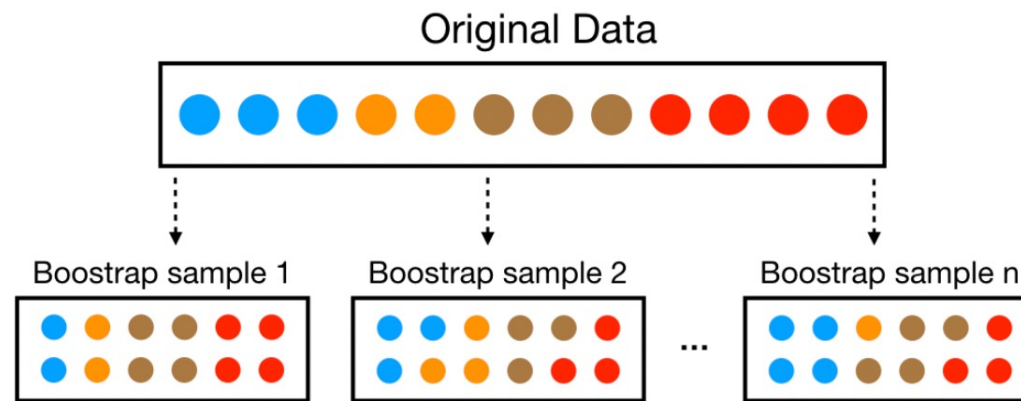 Original Data
Boostrap sample 1
Boostrap sample 2
...
Boostrap sample n